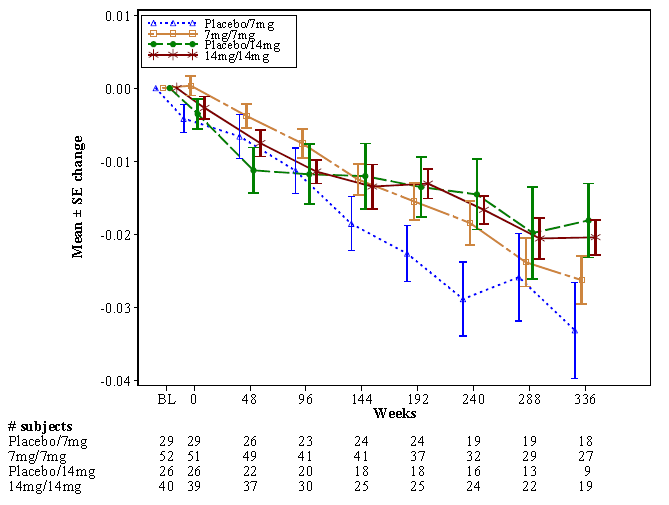 0.01
0.00
-0.01
-0.02
-0.03
-0.04
Mean ± SE change
Placebo/7mg
7mg/7mg
Placebo/14mg
14mg/14mg
BL 0 48 96 144 192 240 288 336
Weeks
# subjects
Placebo/7mg 29 29 26 23 24 24 19 19 18
7mg/7mg 52 51 49 41 41 37 32 29 27
Placebo/14mg 26 26 22 20 18 18 16 13 9
14mg/14mg 40 39 37 30 25 25 24 22 19